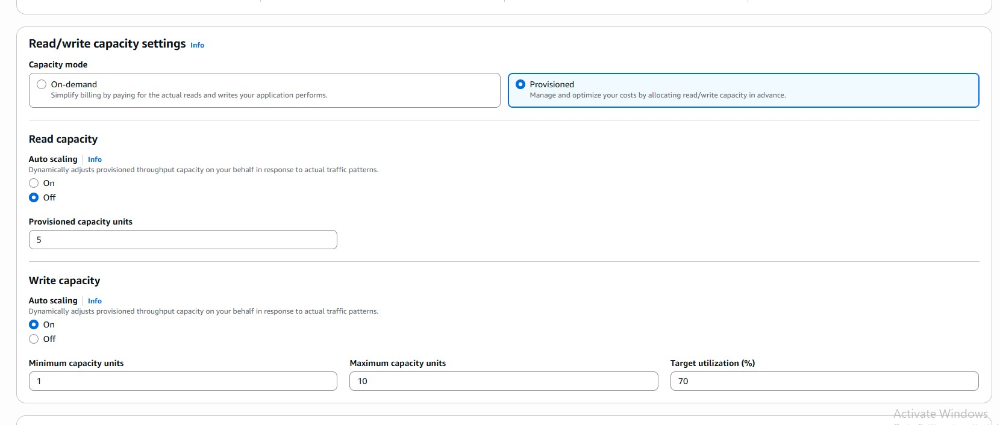 Read/write capacity settings Info
Capacity mode
On-demand
Simplify billing by paying for the actual reads and writes your application performs.
Provisioned
Manage and optimize your costs by allocating read/write capacity in advance.
Read capacity
Auto scaling Info
Dynamically adjusts provisioned throughput capacity on your behalf in response to actual traffic patterns.
On
Off
Provisioned capacity units
5
Write capacity
Auto scaling Info
Dynamically adjusts provisioned throughput capacity on your behalf in response to actual traffic patterns.
On
Off
Minimum capacity units
1
Maximum capacity units
10
Target utilization (%)
70
Activate Windows